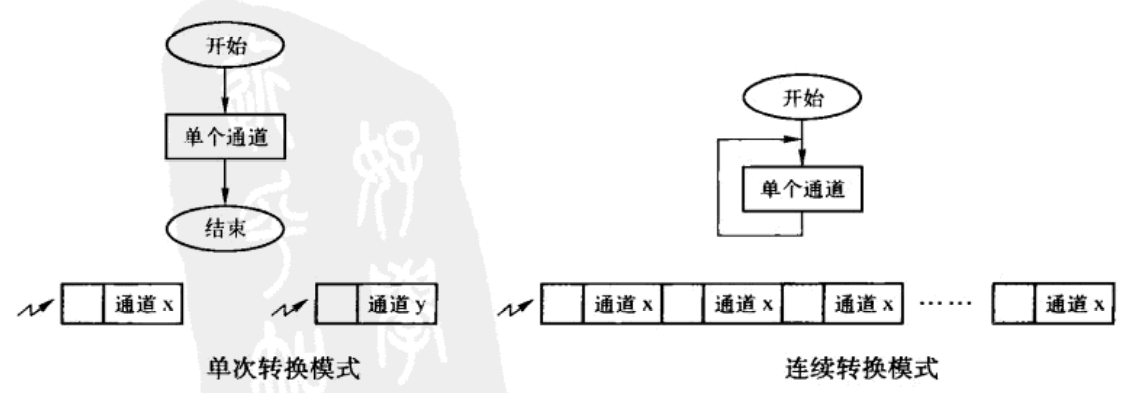 开始
单个通道
结束
通道 x
通道 y
单次转换模式
开始
单个通道
通道 x
通道 x
通道 x
……
通道 x
连续转换模式